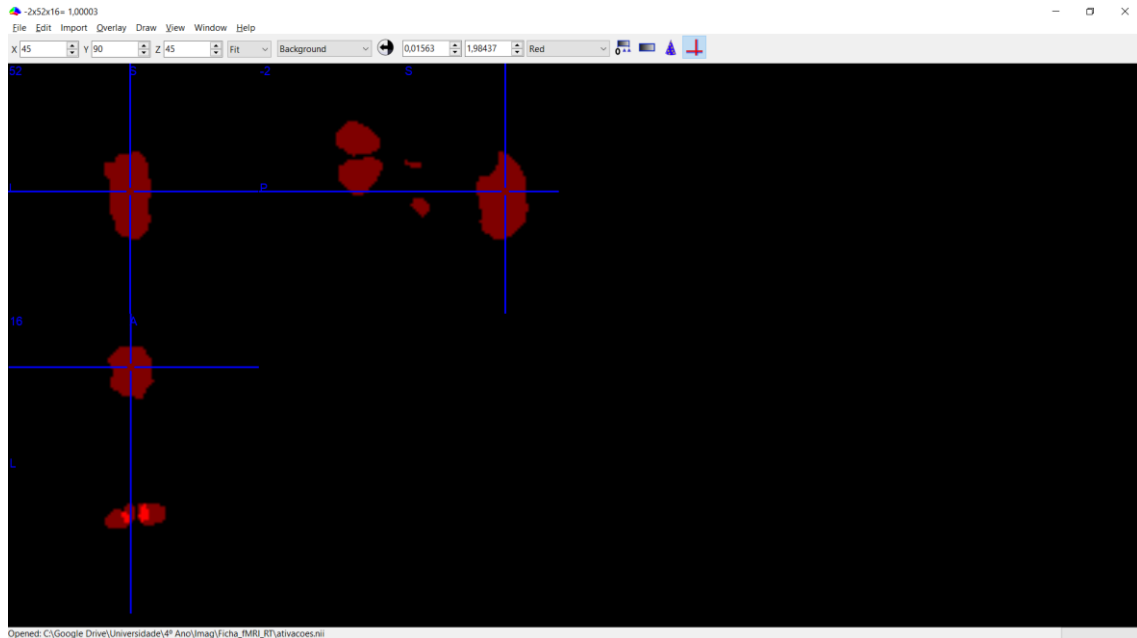 -2x52x16= 1,00003
File Edit Import Overlay Draw View Window Help
X 45 Y 90 Z 45 Fit Background 0,01563 1,98437 Red
52 S -2 S
L P
16 A
L
Opened: C:\Google Drive\Universidade\4º Ano\Imag\Ficha_fMRI_RT\ativacoes.nii